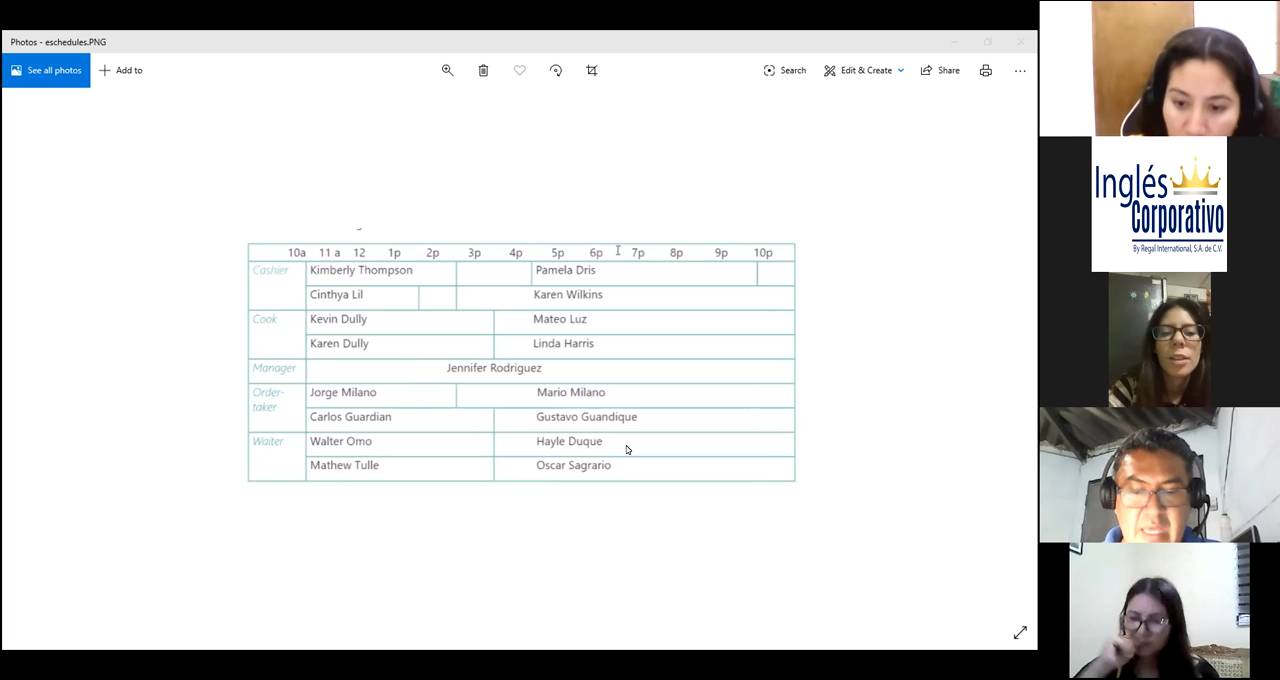 Photos - eschedules.PNG
See all photos
Add to
Search
Edit & Create
Share
10a 11 a 12 1p 2p 3p 4p 5p 6p 7p 8p 9p 10p
Cashier Kimberly Thompson Pamela Dris
Cinthya Lil Karen Wilkins
Cook Kevin Dully Mateo Luz
Karen Dully Linda Harris
Manager Jennifer Rodriguez
Order-taker Jorge Milano Mario Milano
Carlos Guardian Gustavo Guandique
Waiter Walter Omo Hayle Duque
Mathew Tulle Oscar Sagrario
Inglés
Corporativo
By Regal International, S.A. de C.V.